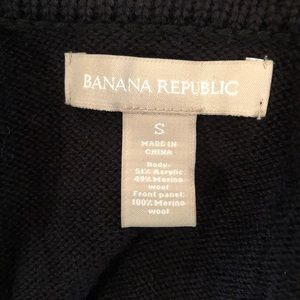 BANANA REPUBLIC
S
MADE IN
CHINA
Body:
51% Acrylic
49% Merino
wool
Front panel:
100% Merino
wool